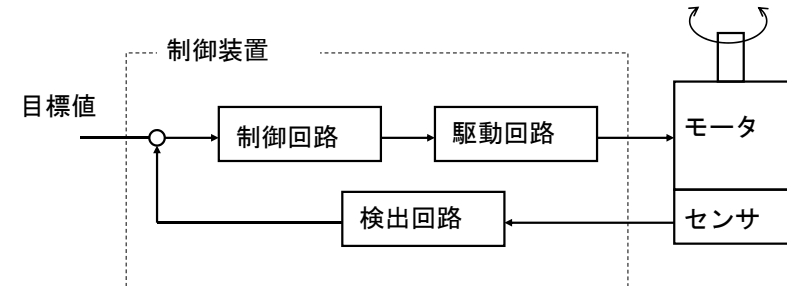 制御装置
目標値
制御回路
駆動回路
モータ
検出回路
センサ